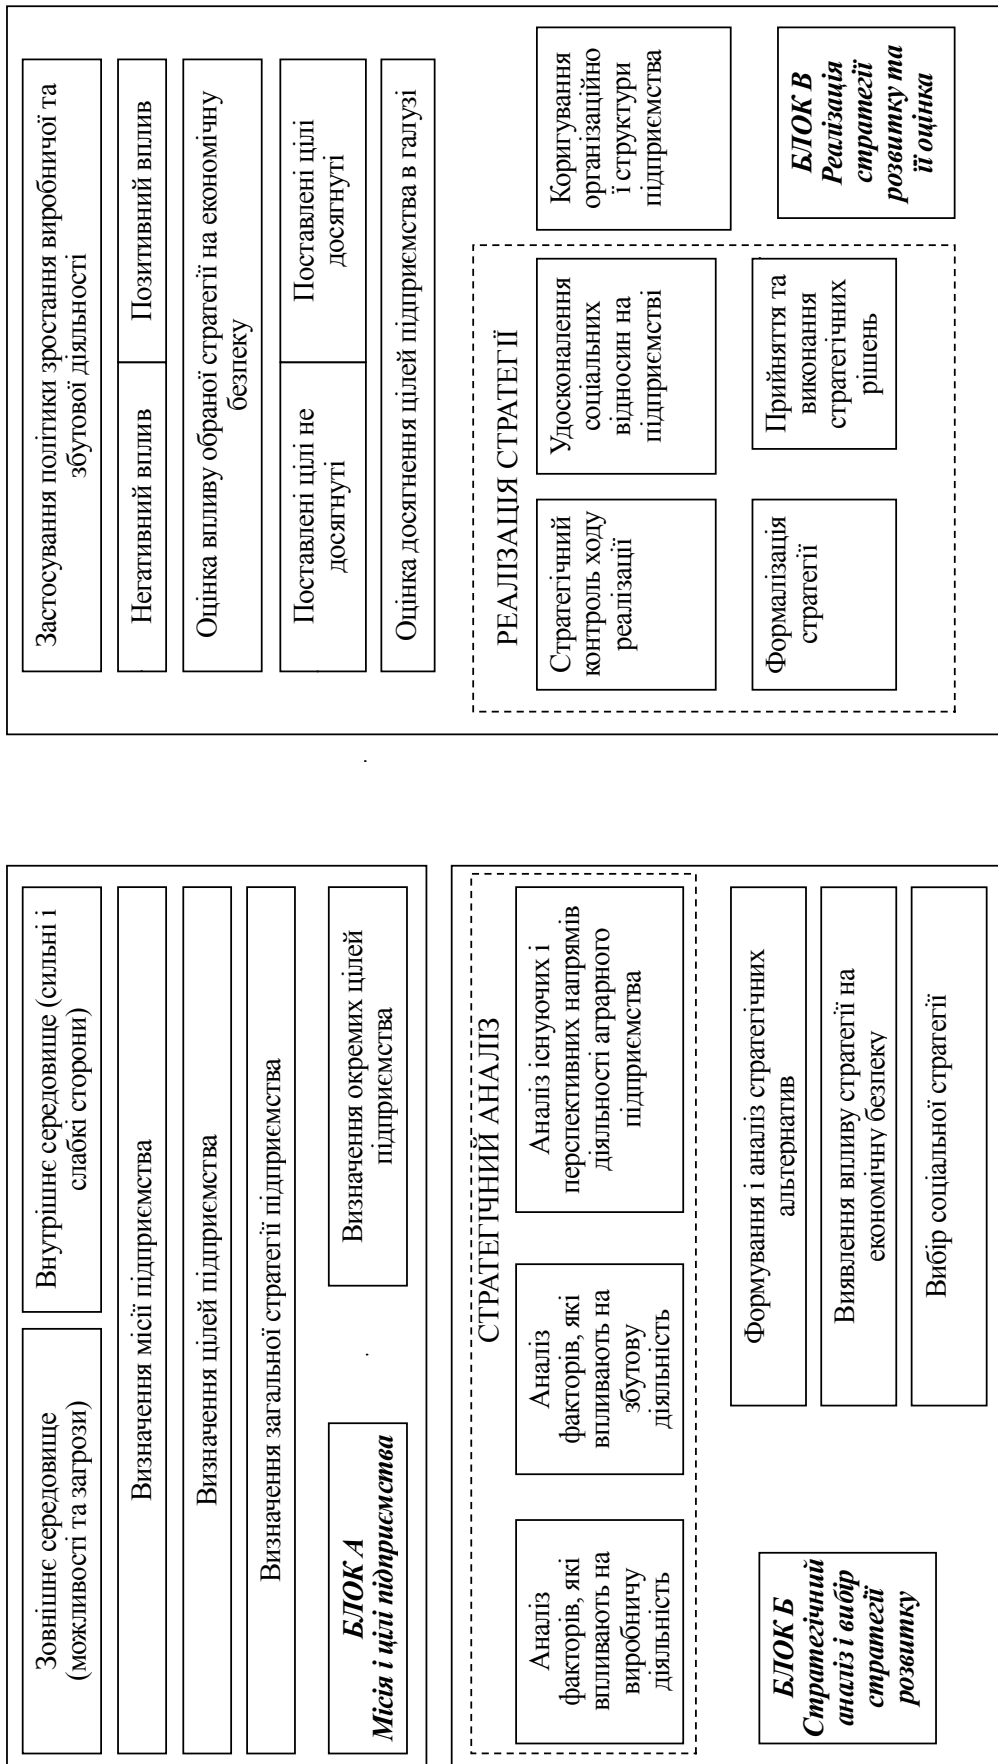 Зовнішнє середовище
(можливості та загрози)
Внутрішнє середовище (сильні і
слабкі сторони)
Визначення місії підприємства
Визначення цілей підприємства
Визначення загальної стратегії підприємства
БЛОК А
Місія і цілі підприємства
Визначення окремих цілей
підприємства
СТРАТЕГІЧНИЙ АНАЛІЗ
Аналіз
факторів, які
впливають на
виробничу
діяльність
Аналіз
факторів, які
впливають на
збутову
діяльність
Аналіз існуючих і
перспективних напрямів
діяльності аграрного
підприємства
БЛОК Б
Стратегічний
аналіз і вибір
стратегії
розвитку
Формування і аналіз стратегічних
альтернатив
Виявлення впливу стратегії на
економічну безпеку
Вибір соціальної стратегії
Застосування політики зростання виробничої та
збутової діяльності
Негативний вплив
Позитивний вплив
Оцінка впливу обраної стратегії на економічну
безпеку
Поставлені цілі не
досягнуті
Поставлені цілі
досягнуті
Оцінка досягнення цілей підприємства в галузі
РЕАЛІЗАЦІЯ СТРАТЕГІЇ
Стратегічний
контроль ходу
реалізації
Удосконалення
соціальних
відносин на
підприємстві
Коригування
організаційно
ї структури
підприємства
Формалізація
стратегії
Прийняття та
виконання
стратегічних
рішень
БЛОК В
Реалізація
стратегії
розвитку та
її оцінка